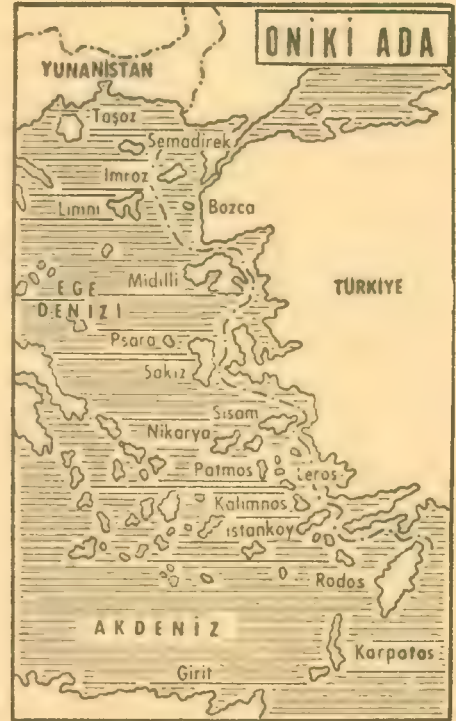 ONİKİ ADA
YUNANİSTAN
Taşoz
Semadirek
İmroz
Limni
Bozca
Midilli
TÜRKİYE
EGE
DENİZİ
Psara
Sakız
Sisam
Nikarya
Patmos
Leros
Kalimnos
istanköy
Rodos
AKDENİZ
Karpatos
Girit